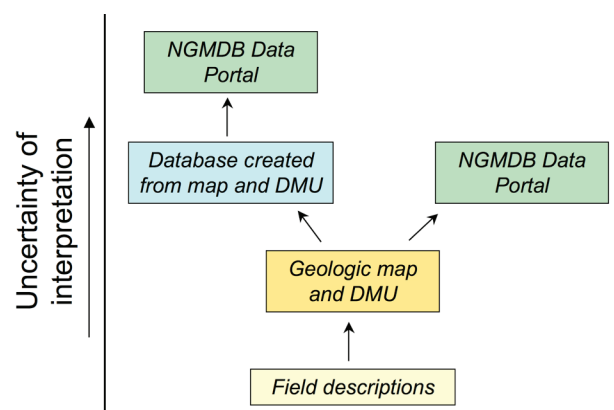 NGMDB Data
Portal
Database created
from map and DMU
NGMDB Data
Portal
Geologic map
and DMU
Field descriptions
Uncertainty of
interpretation